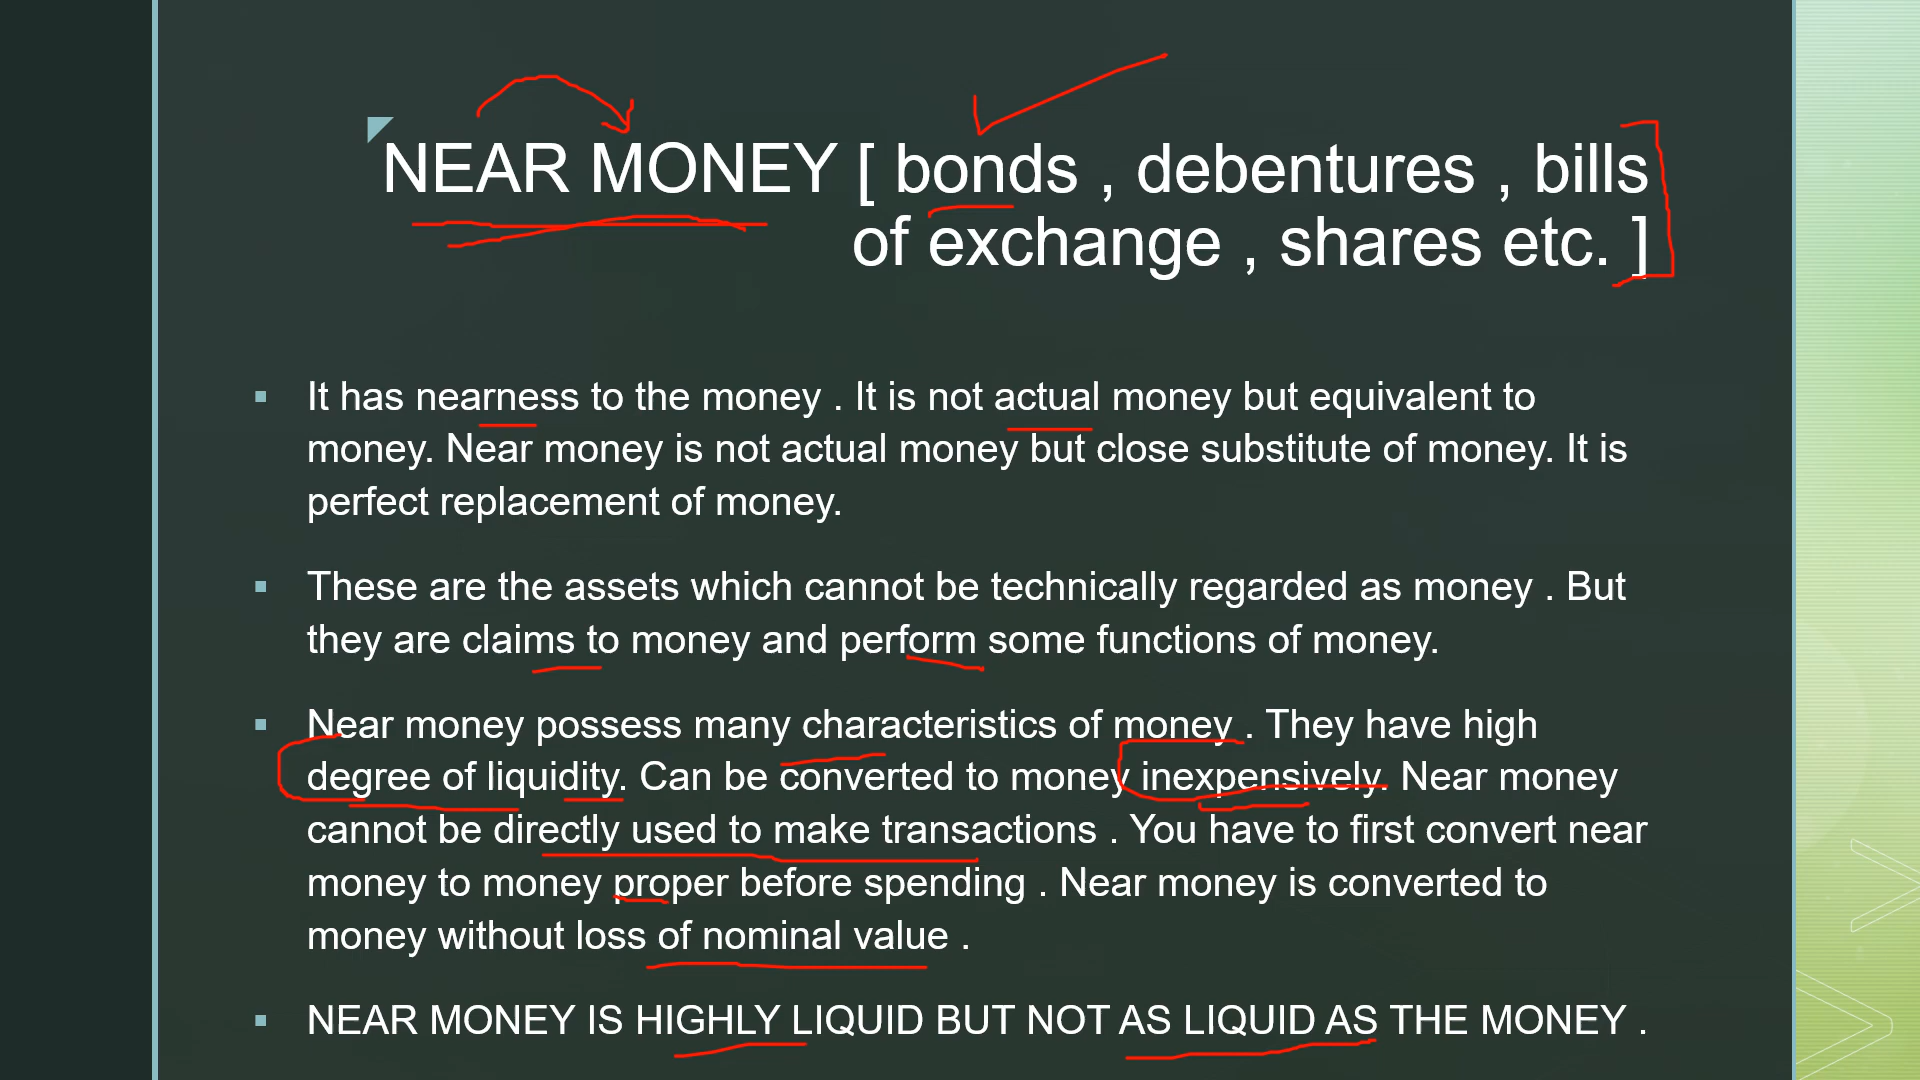 NEAR MONEY [ bonds , debentures , bills
of exchange , shares etc. ]
▪ It has nearness to the money . It is not actual money but equivalent to
money. Near money is not actual money but close substitute of money. It is
perfect replacement of money.
▪ These are the assets which cannot be technically regarded as money . But
they are claims to money and perform some functions of money.
▪ Near money possess many characteristics of money . They have high
degree of liquidity. Can be converted to money inexpensively. Near money
cannot be directly used to make transactions . You have to first convert near
money to money proper before spending . Near money is converted to
money without loss of nominal value .
▪ NEAR MONEY IS HIGHLY LIQUID BUT NOT AS LIQUID AS THE MONEY .